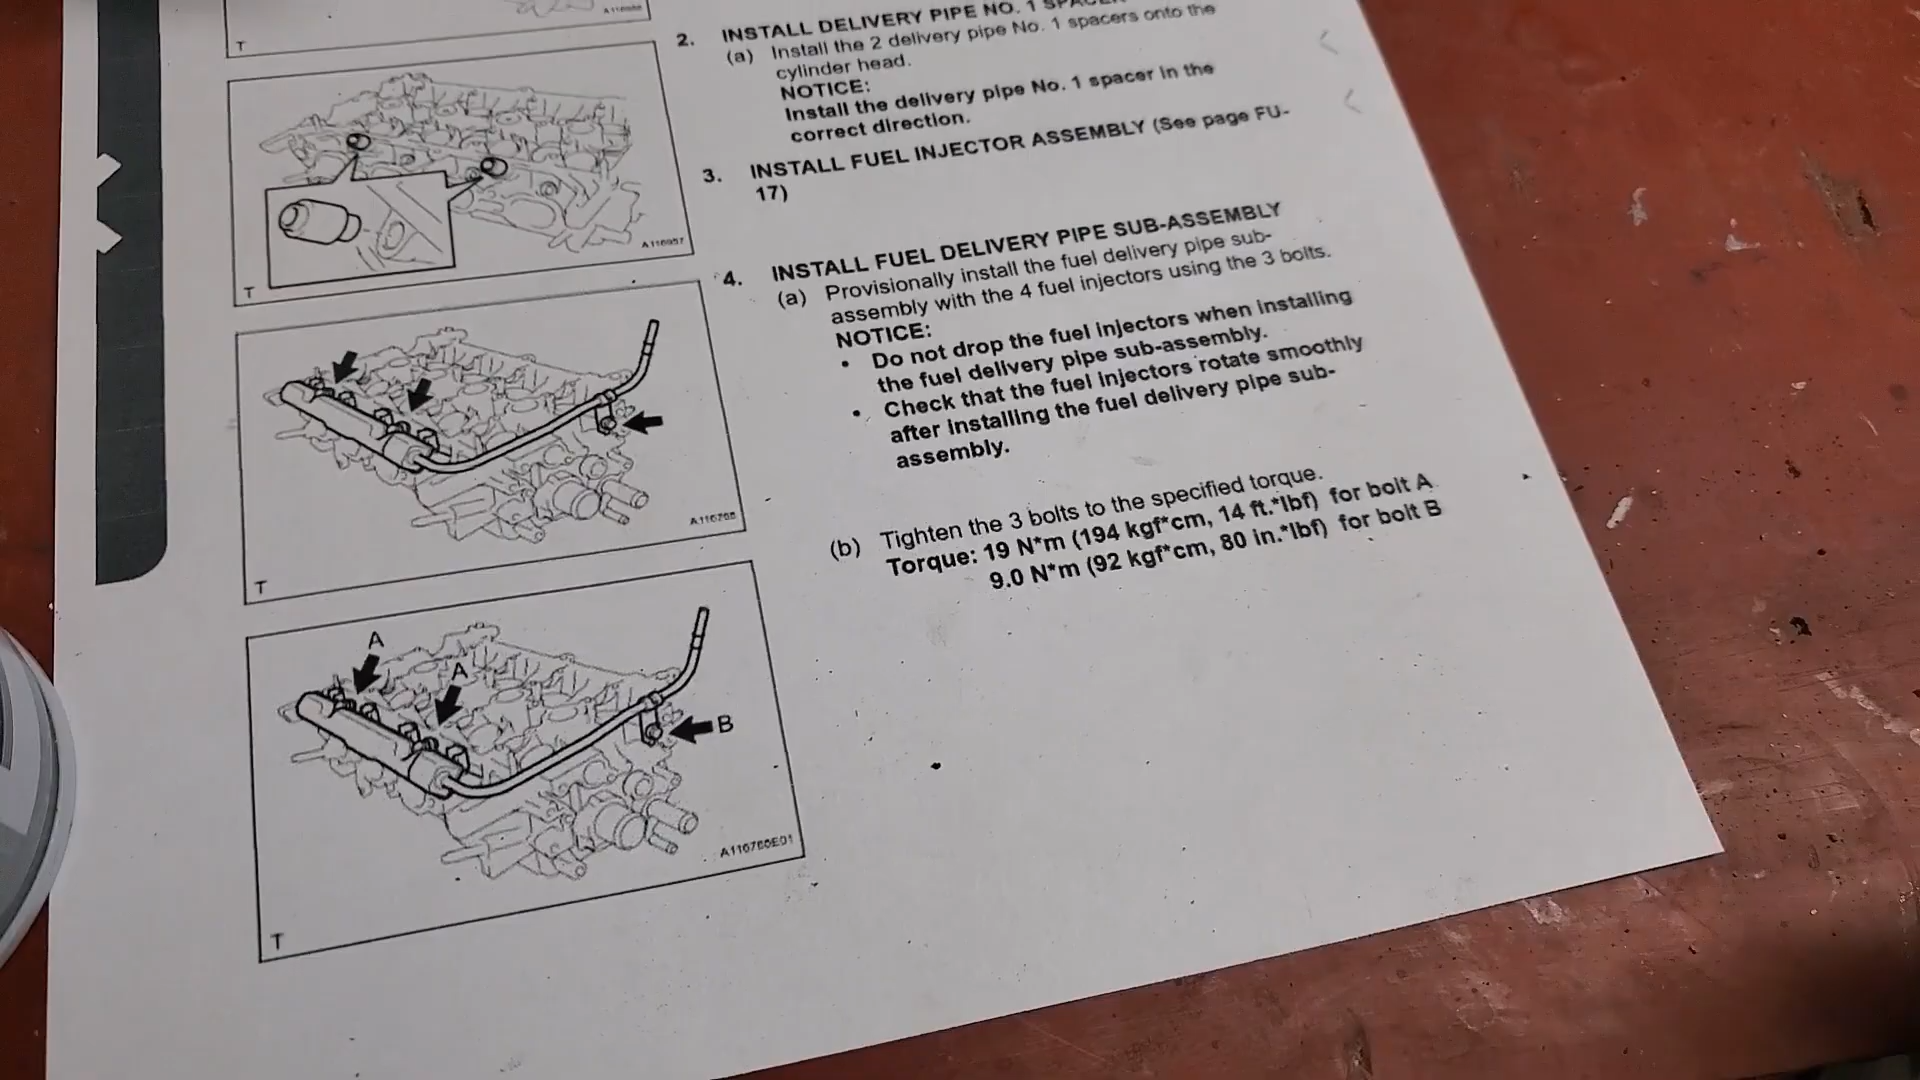 A116988
T
2. INSTALL DELIVERY PIPE NO. 1 SPACER
(a) Install the 2 delivery pipe No. 1 spacers onto the
cylinder head.
NOTICE:
Install the delivery pipe No. 1 spacer in the
correct direction.
3. INSTALL FUEL INJECTOR ASSEMBLY (See page FU-
17)
A116987
T
4. INSTALL FUEL DELIVERY PIPE SUB-ASSEMBLY
(a) Provisionally install the fuel delivery pipe sub-
assembly with the 4 fuel injectors using the 3 bolts.
NOTICE:
• Do not drop the fuel injectors when installing
the fuel delivery pipe sub-assembly.
• Check that the fuel injectors rotate smoothly
after installing the fuel delivery pipe sub-
assembly.
A116765
T
(b) Tighten the 3 bolts to the specified torque.
Torque: 19 N*m (194 kgf*cm, 14 ft.*lbf) for bolt A
9.0 N*m (92 kgf*cm, 80 in.*lbf) for bolt B
A
A
B
A116760E01
T